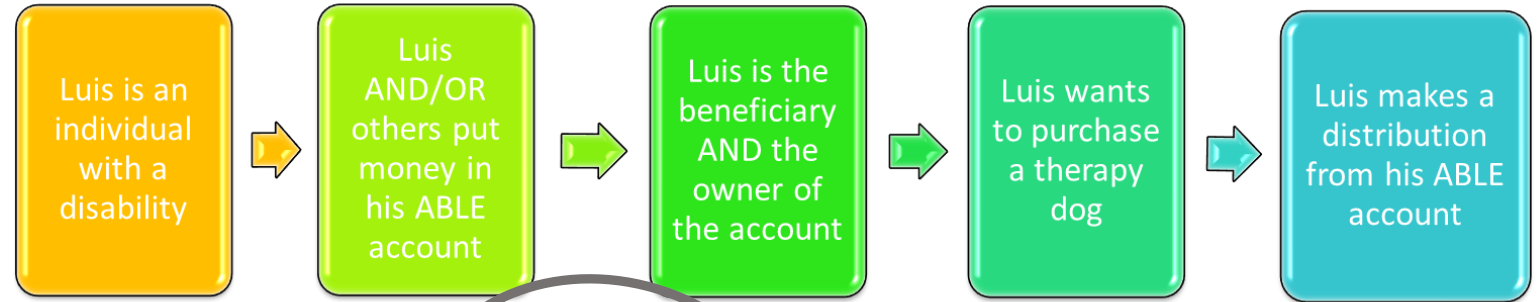 Luis is an
individual
with a
disability
Luis
AND/OR
others put
money in
his ABLE
account
Luis is the
beneficiary
AND the
owner of
the account
Luis wants
to purchase
a therapy
dog
Luis makes a
distribution
from his ABLE
account